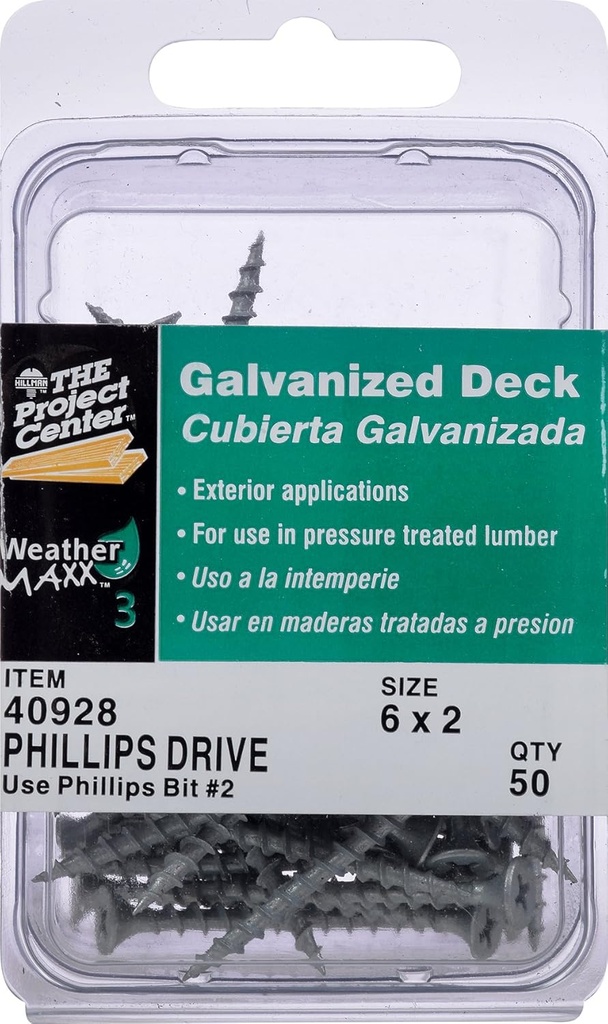 HILLMAN
THE
Project
Center™
Galvanized Deck
Cubierta Galvanizada
• Exterior applications
• For use in pressure treated lumber
• Uso a la intemperie
• Usar en maderas tratadas a presion
Weather
MAXX™
3
ITEM
40928
SIZE
6 x 2
PHILLIPS DRIVE
Use Phillips Bit #2
QTY
50